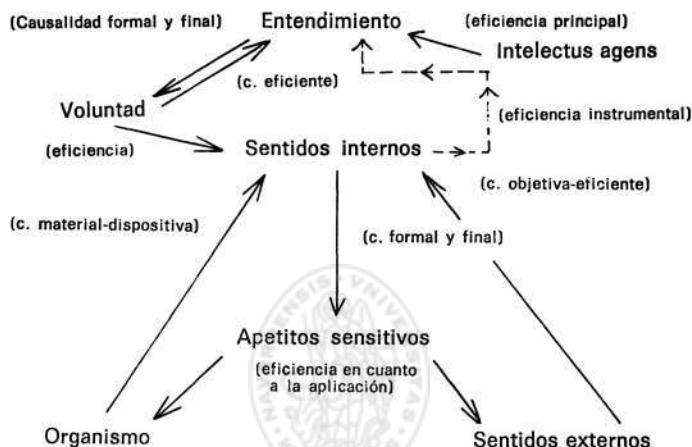 (Causalidad formal y final)
Entendimiento
(eficiencia principal)
Intelectus agens
(c. eficiente)
Voluntad
(eficiencia instrumental)
(eficiencia)
Sentidos internos
(c. objetiva-eficiente)
(c. material-dispositiva)
(c. formal y final)
Apetitos sensitivos
(eficiencia en cuanto
a la aplicación)
Organismo
Sentidos externos